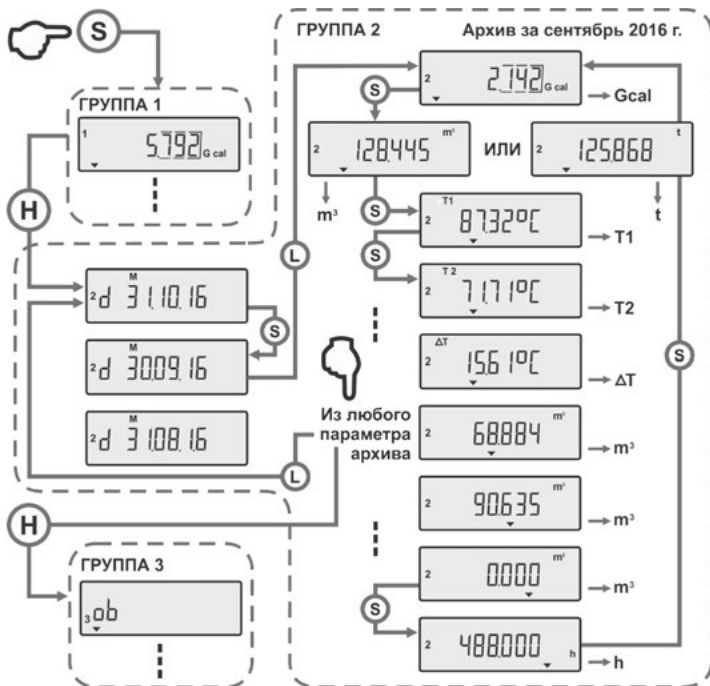 S
ГРУППА 2
Архив за сентябрь 2016 г.
ГРУППА 1
1 5.792 G cal
2 2.142 G cal
Gcal
S
2 128.445 m³
ИЛИ
2 125.868 t
m³
t
H
S
T1
2 87.32°C
T1
S
L
T2
2 71.71°C
T2
M
2 d 31.10.16
S
M
2 d 30.09.16
ΔT
2 15.61°C
ΔT
S
M
2 d 31.08.16
Из любого
параметра
архива
L
2 68.884 m³
m³
2 90.635 m³
m³
H
ГРУППА 3
3 ob
2 0.000 m³
m³
S
2 488.000 h
h